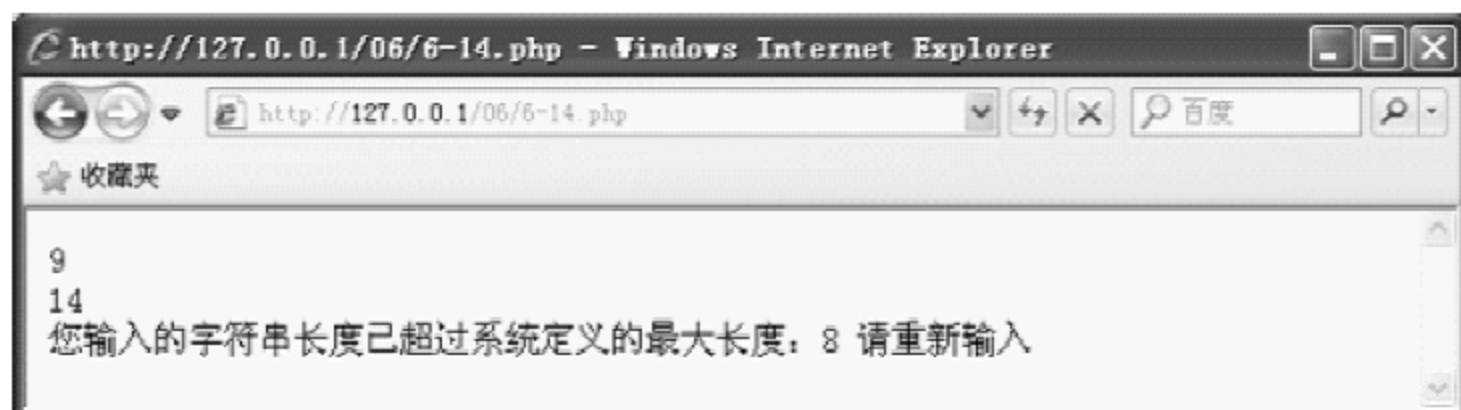 http://127.0.0.1/06/6-14.php - Windows Internet Explorer
http://127.0.0.1/06/6-14.php 百度
收藏夹
9
14
您输入的字符串长度已超过系统定义的最大长度：8 请重新输入